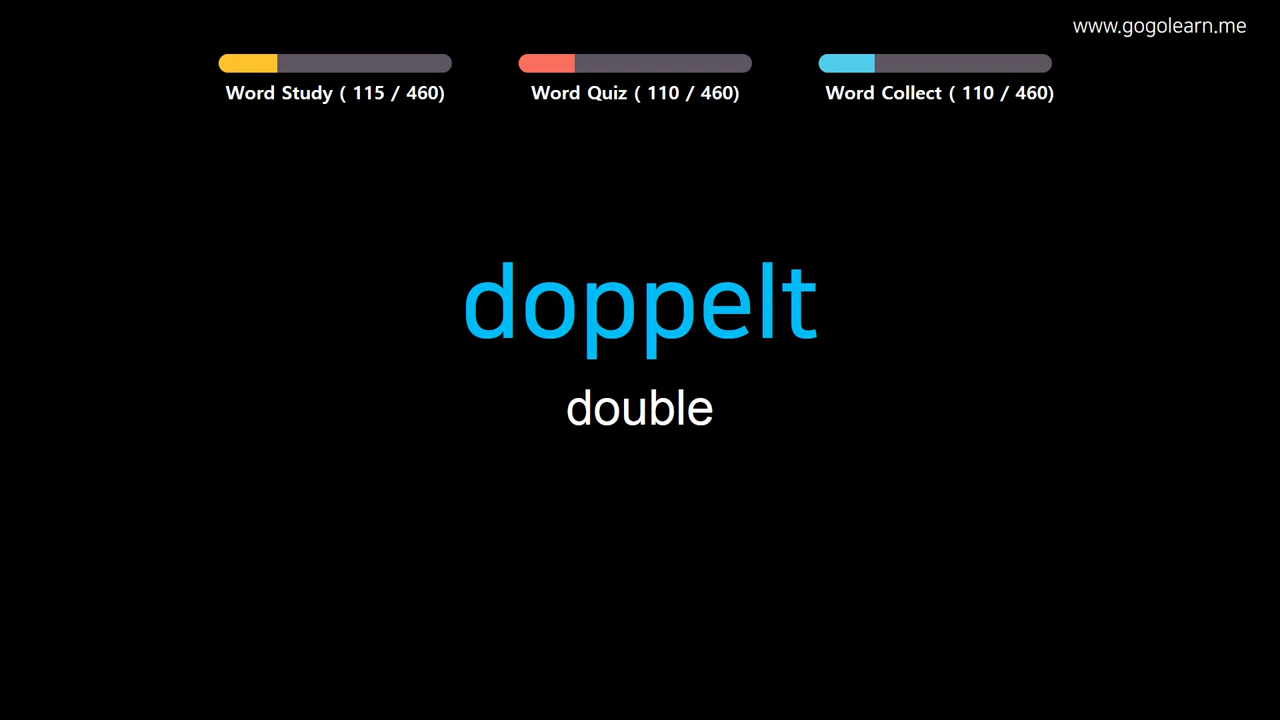 www.gogolearn.me
Word Study ( 115 / 460)
Word Quiz ( 110 / 460)
Word Collect ( 110 / 460)
doppelt
double